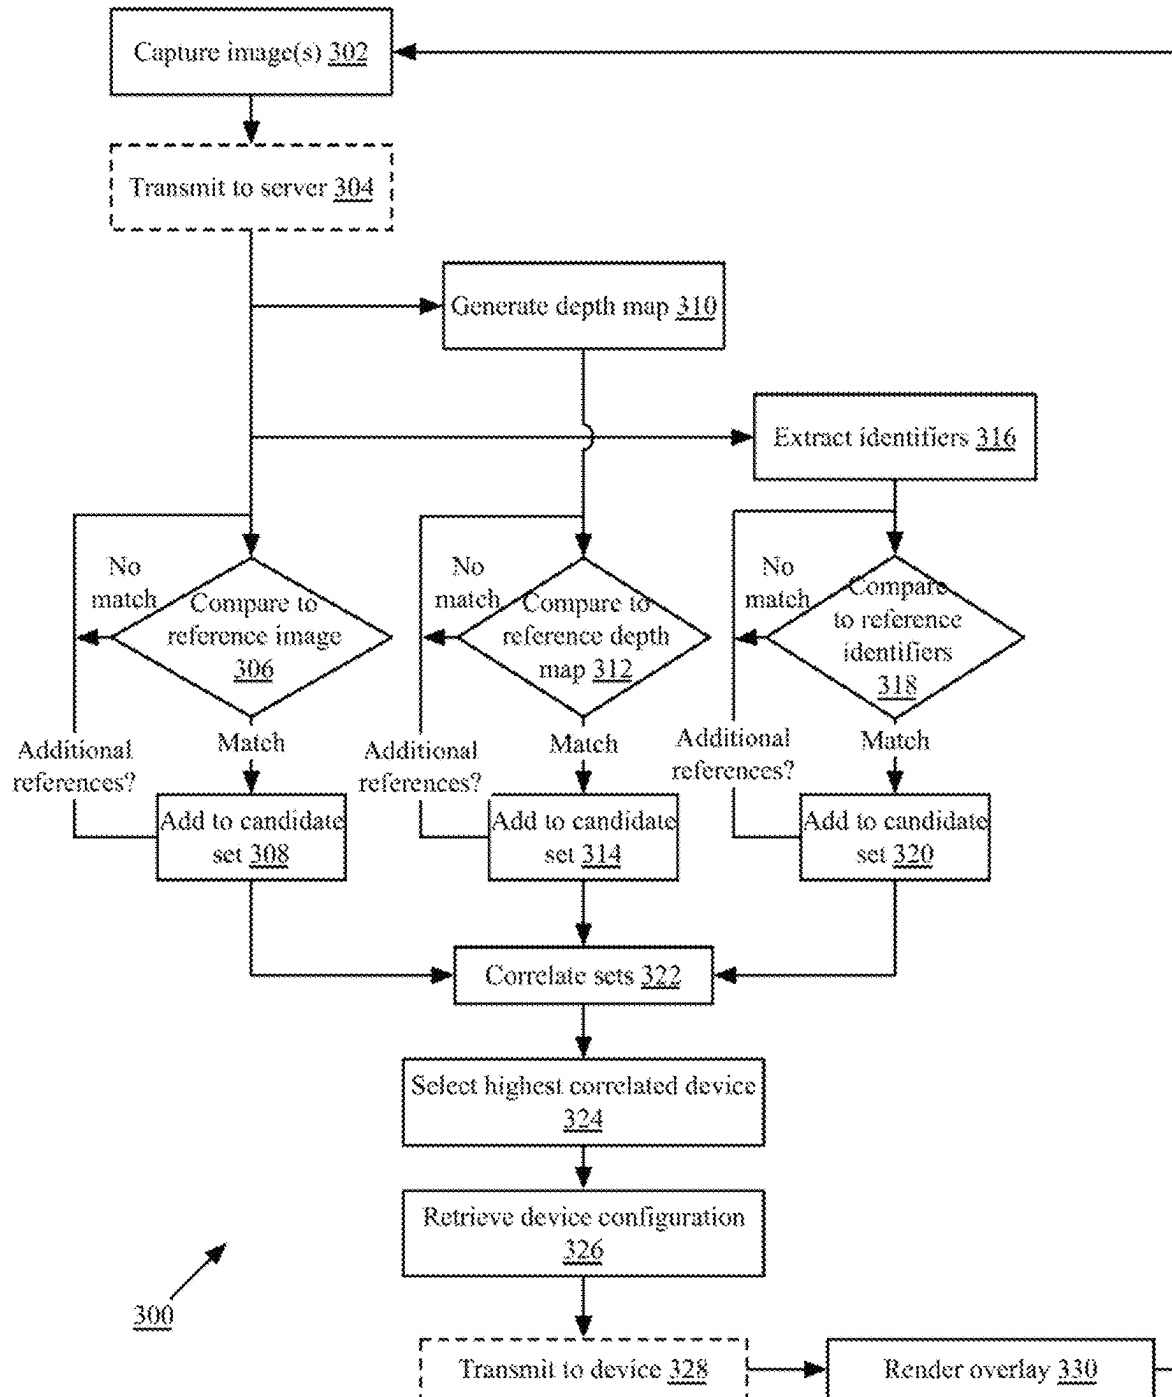 Capture image(s) 302
Transmit to server 304
Generate depth map 310
Extract identifiers 316
No
match
Compare to
reference image
306
No
match
Compare to
reference depth
map 312
No
match
Compare
to reference
identifiers
318
Additional
references?
Match
Additional
references?
Match
Additional
references?
Match
Add to candidate
set 308
Add to candidate
set 314
Add to candidate
set 320
Correlate sets 322
Select highest correlated device
324
Retrieve device configuration
326
300
Transmit to device 328
Render overlay 330